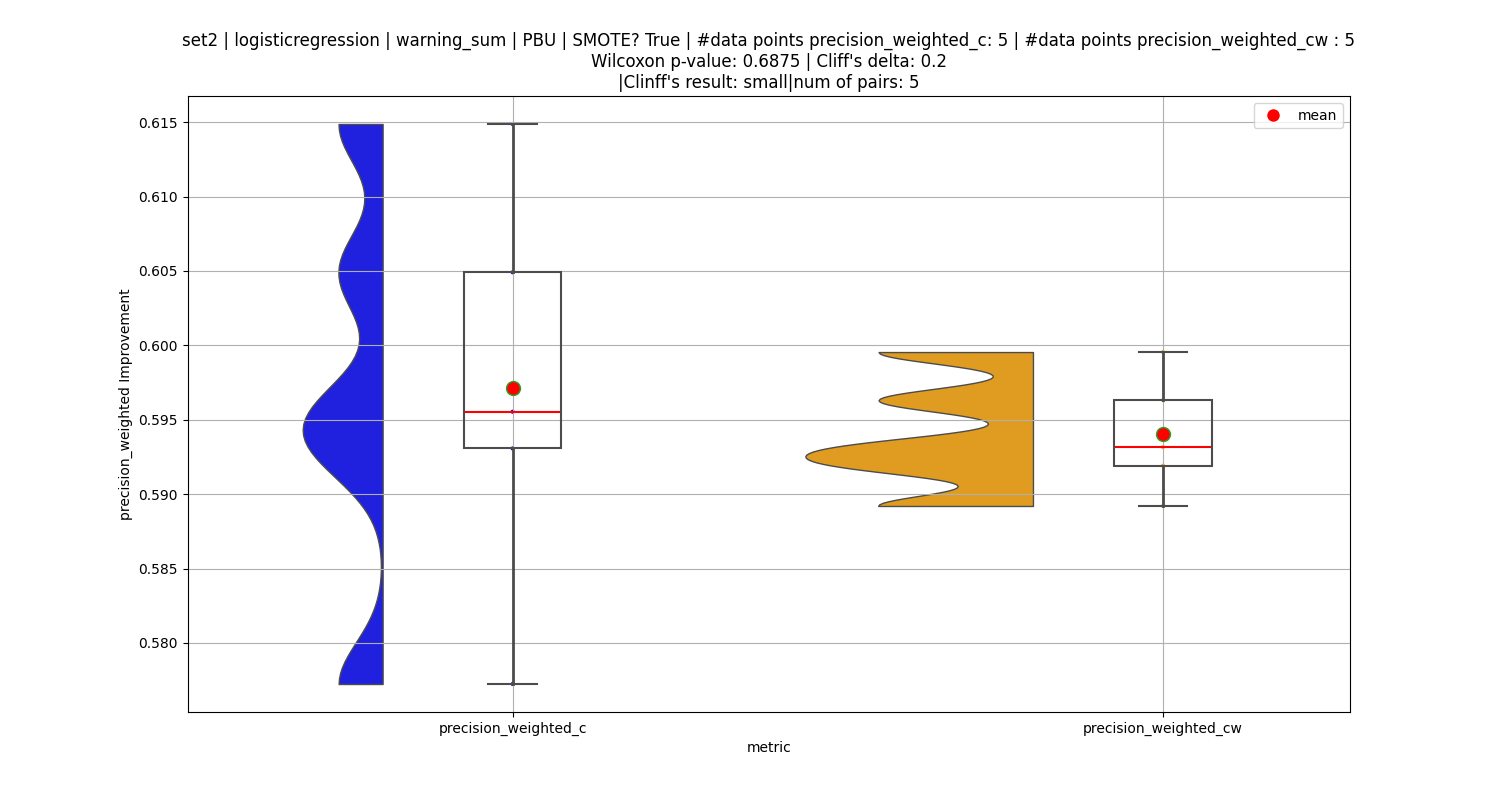 set2 | logisticregression | warning_sum | PBU | SMOTE? True | #data points precision_weighted_c: 5 | #data points precision_weighted_cw : 5
Wilcoxon p-value: 0.6875 | Cliff's delta: 0.2
|Clinff's result: small|num of pairs: 5
mean
0.615
0.610
0.605
0.600
0.595
0.590
0.585
0.580
precision_weighted Improvement
precision_weighted_c
precision_weighted_cw
metric